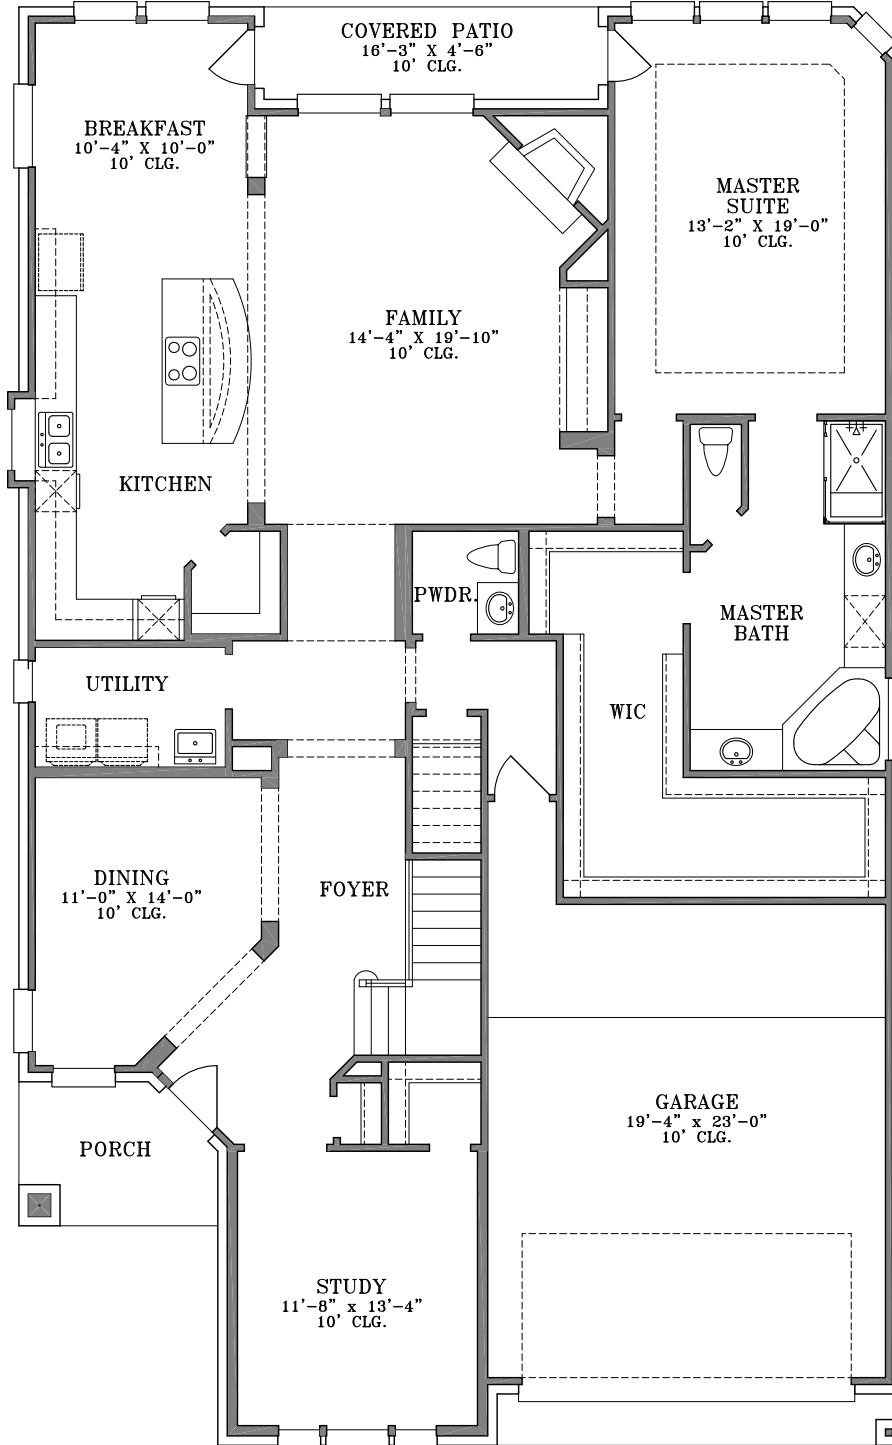 COVERED PATIO
16'-3" X 4'-6"
10' CLG.
BREAKFAST
10'-4" X 10'-0"
10' CLG.
MASTER
SUITE
13'-2" X 19'-0"
10' CLG.
FAMILY
14'-4" X 19'-10"
10' CLG.
KITCHEN
PWDR.
MASTER
BATH
UTILITY
WIC
DINING
11'-0" X 14'-0"
10' CLG.
FOYER
GARAGE
19'-4" x 23'-0"
10' CLG.
PORCH
STUDY
11'-8" x 13'-4"
10' CLG.